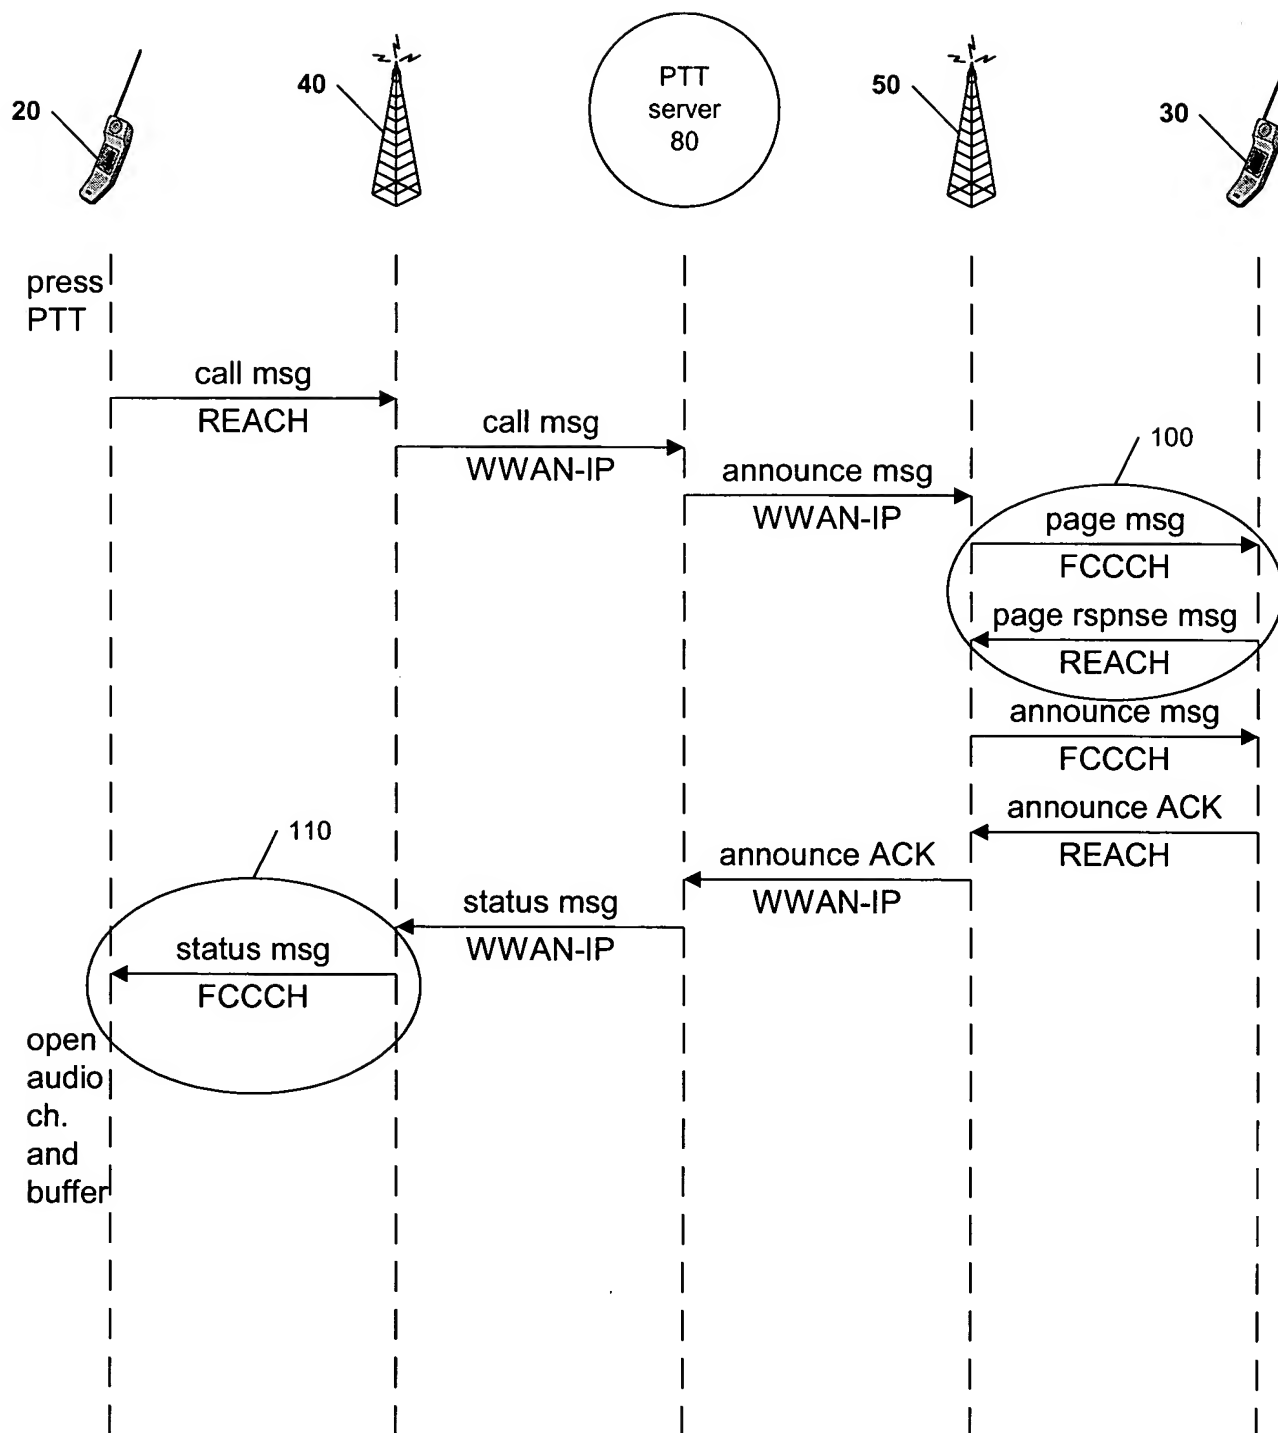 20
40
PTT
server
80
50
30
press
PTT
call msg
REACH
call msg
WWAN-IP
announce msg
WWAN-IP
100
page msg
FCCCH
page rspnse msg
REACH
announce msg
FCCCH
announce ACK
REACH
announce ACK
WWAN-IP
status msg
WWAN-IP
110
status msg
FCCCH
open
audio
ch.
and
buffer